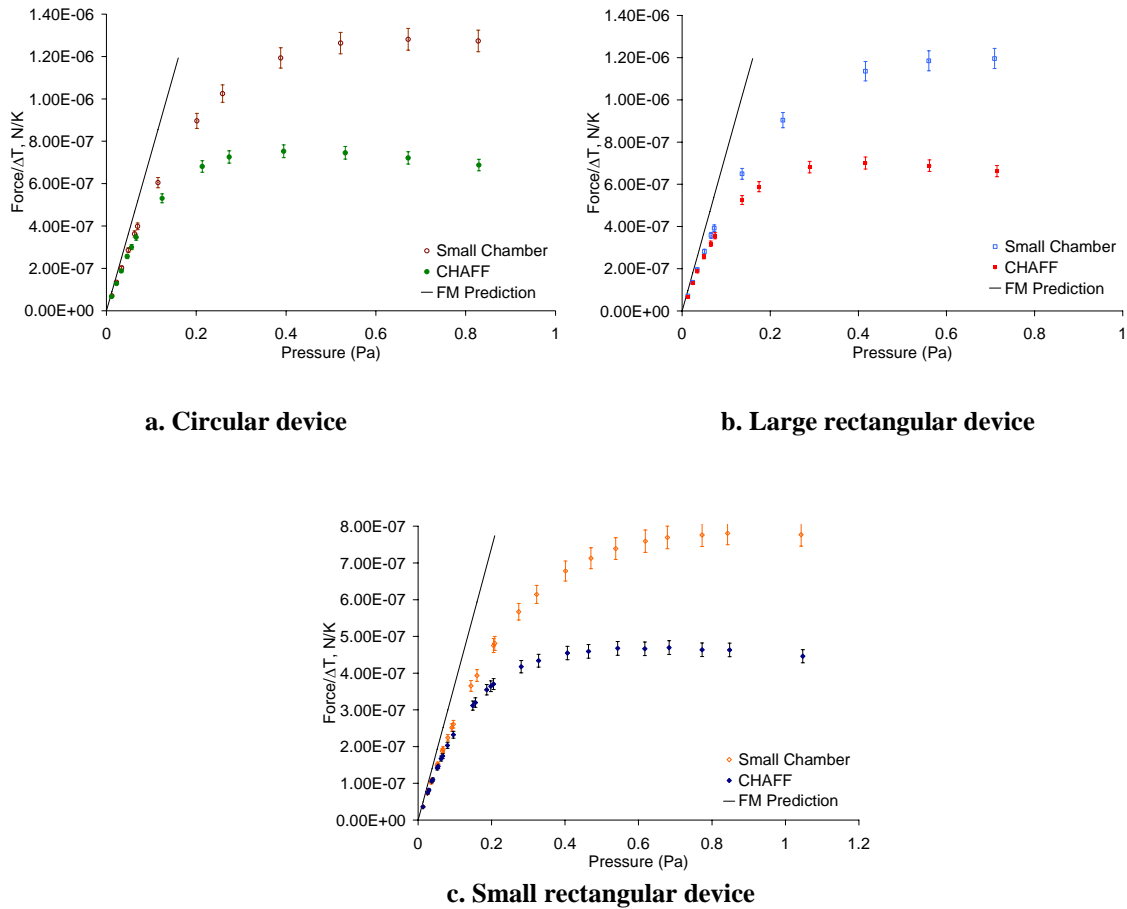 1.40E-06
1.20E-06
1.00E-06
8.00E-07
6.00E-07
4.00E-07
2.00E-07
0.00E+00
Force/ΔT, N/K
0 0.2 0.4 0.6 0.8 1
Pressure (Pa)
Small Chamber
CHAFF
FM Prediction
a. Circular device
1.40E-06
1.20E-06
1.00E-06
8.00E-07
6.00E-07
4.00E-07
2.00E-07
0.00E+00
Force/ΔT, N/K
0 0.2 0.4 0.6 0.8 1
Pressure (Pa)
Small Chamber
CHAFF
FM Prediction
b. Large rectangular device
8.00E-07
7.00E-07
6.00E-07
5.00E-07
4.00E-07
3.00E-07
2.00E-07
1.00E-07
0.00E+00
Force/ΔT, N/K
0 0.2 0.4 0.6 0.8 1 1.2
Pressure (Pa)
Small Chamber
CHAFF
FM Prediction
c. Small rectangular device